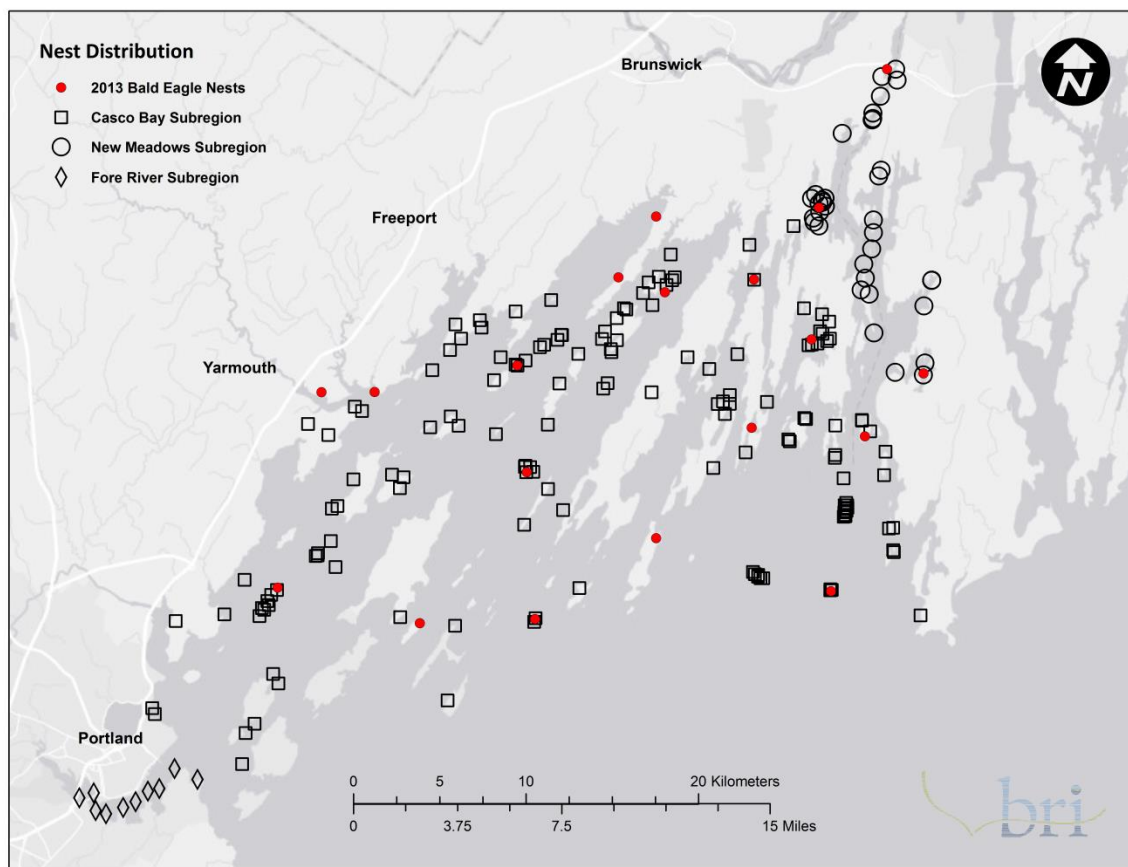 Nest Distribution
2013 Bald Eagle Nests
Casco Bay Subregion
New Meadows Subregion
Fore River Subregion
Brunswick
N
Freeport
Yarmouth
Portland
0 5 10 20 Kilometers
0 3.75 7.5 15 Miles
bri